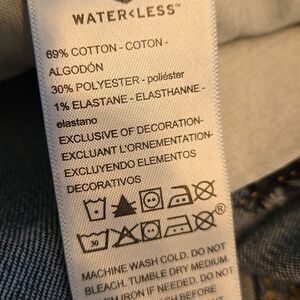 WATER<LESS™
69% COTTON - COTON -
ALGODÓN
30% POLYESTER - poliéster
1% ELASTANE - ELASTHANNE -
elastano
EXCLUSIVE OF DECORATION-
EXCLUANT L'ORNEMENTATION-
EXCLUYENDO ELEMENTOS
DECORATIVOS
30
®
MACHINE WASH COLD. DO NOT
BLEACH. TUMBLE DRY MEDIUM.
IRON IF NEEDED. DO NOT
BEFORE